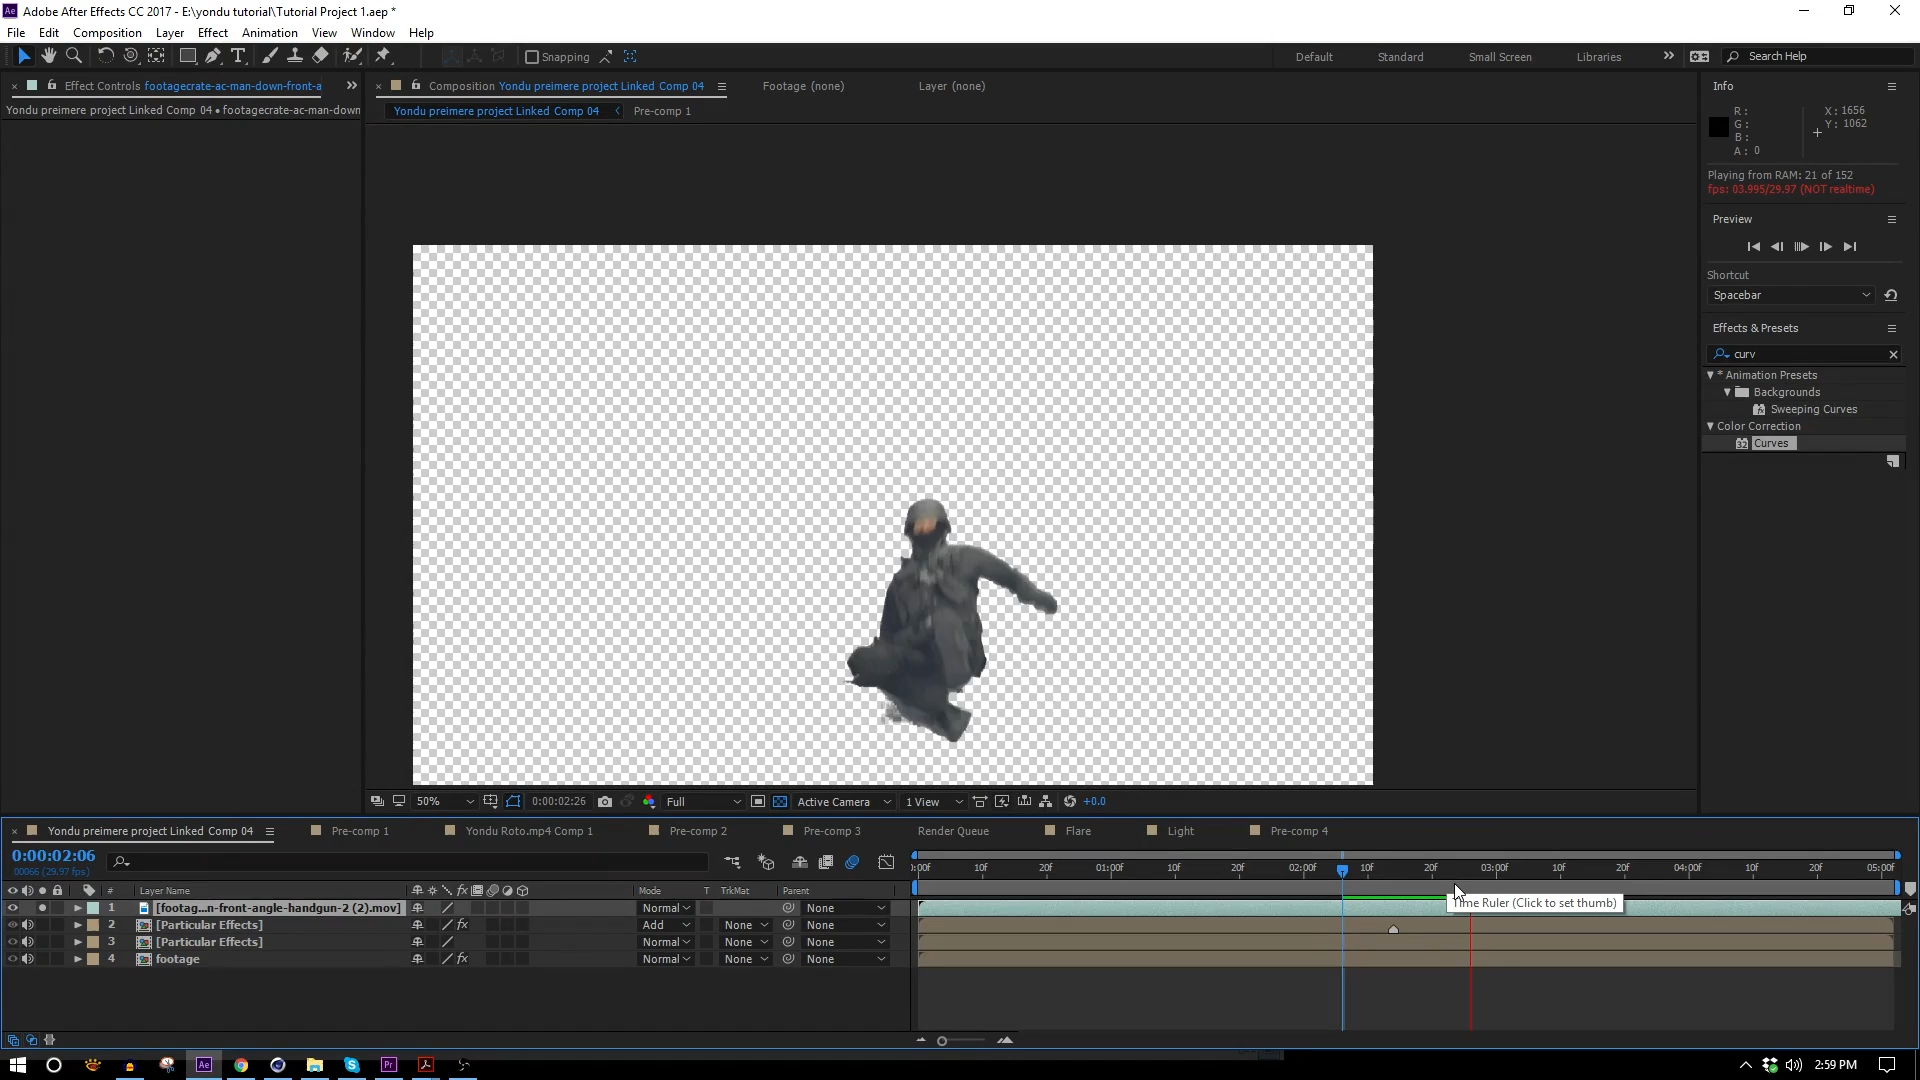 Adobe After Effects CC 2017 - E:\yondu tutorial\Tutorial Project 1.aep *
File Edit Composition Layer Effect Animation View Window Help
Snapping Default Standard Small Screen Libraries Search Help
Effect Controls footagecrate-ac-man-down-front-a Composition Yondu preimere project Linked Comp 04 Footage (none) Layer (none) Info
Yondu preimere project Linked Comp 04 • footagecrate-ac-man-down Yondu preimere project Linked Comp 04 Pre-comp 1
R : X : 1656
G : Y : 1062
B :
A : 0
Playing from RAM: 21 of 152
fps: 03.995/29.97 (NOT realtime)
Preview
Shortcut
Spacebar
Effects & Presets
curv
* Animation Presets
Backgrounds
Sweeping Curves
Color Correction
32 Curves
50% 0:00:02:26 Full Active Camera 1 View +0.0
Yondu preimere project Linked Comp 04 Pre-comp 1 Yondu Roto.mp4 Comp 1 Pre-comp 2 Pre-comp 3 Render Queue Flare Light Pre-comp 4
0:00:02:06
00066 (29.97 fps)
:00f 10f 20f 01:00f 10f 20f 02:00f 10f 20f 03:00f 10f 20f 04:00f 10f 20f 05:00f
# Layer Name fx Mode T TrkMat Parent
1 [footag...n-front-angle-handgun-2 (2).mov] Normal None
Time Ruler (Click to set thumb)
2 [Particular Effects] fx Add None None
3 [Particular Effects] Normal None None
4 footage fx Normal None None
Ae Pr 2:59 PM